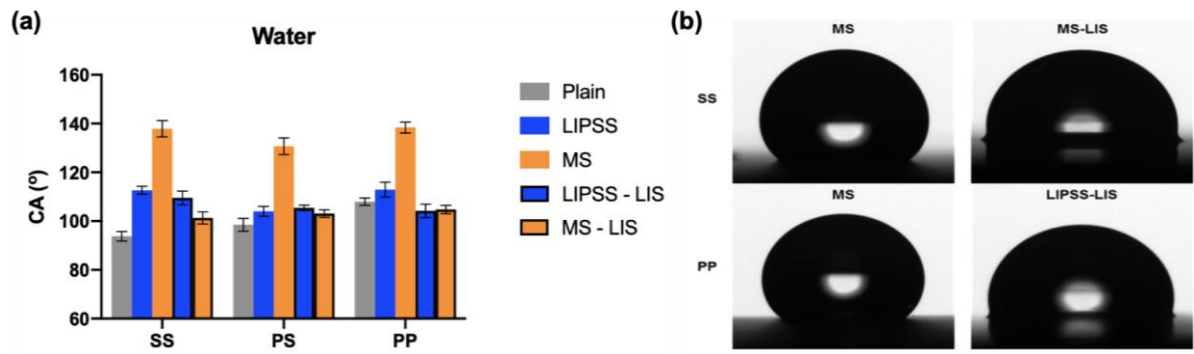 (a)
Water
CA (º)
160
140
120
100
80
60
SS
PS
PP
Plain
LIPSS
MS
LIPSS - LIS
MS - LIS
(b)
MS
MS-LIS
SS
MS
LIPSS-LIS
PP